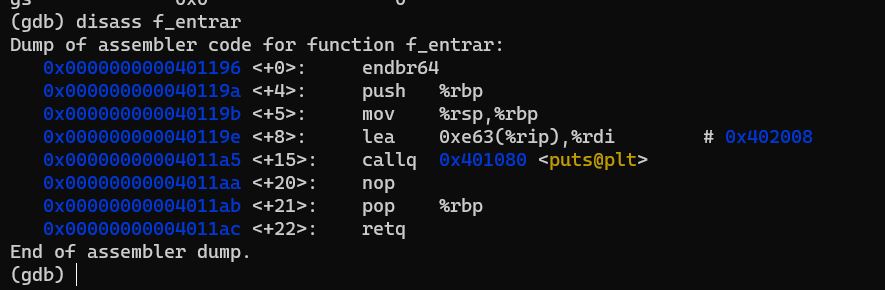 gs 0x0 0
(gdb) disass f_entrar
Dump of assembler code for function f_entrar:
0x0000000000401196 <+0>: endbr64
0x000000000040119a <+4>: push %rbp
0x000000000040119b <+5>: mov %rsp,%rbp
0x000000000040119e <+8>: lea 0xe63(%rip),%rdi # 0x402008
0x00000000004011a5 <+15>: callq 0x401080 <puts@plt>
0x00000000004011aa <+20>: nop
0x00000000004011ab <+21>: pop %rbp
0x00000000004011ac <+22>: retq
End of assembler dump.
(gdb)